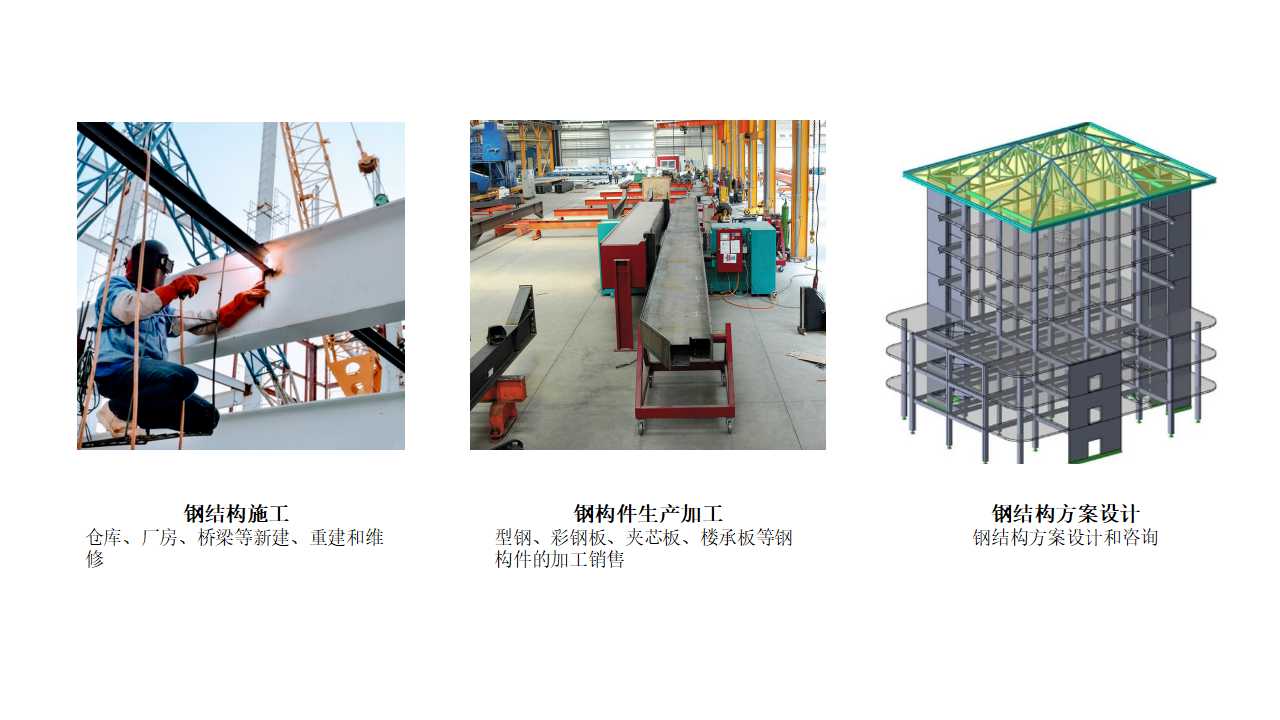 钢结构施工
仓库、厂房、桥梁等新建、重建和维
修
钢构件生产加工
型钢、彩钢板、夹芯板、楼承板等钢
构件的加工销售
钢结构方案设计
钢结构方案设计和咨询